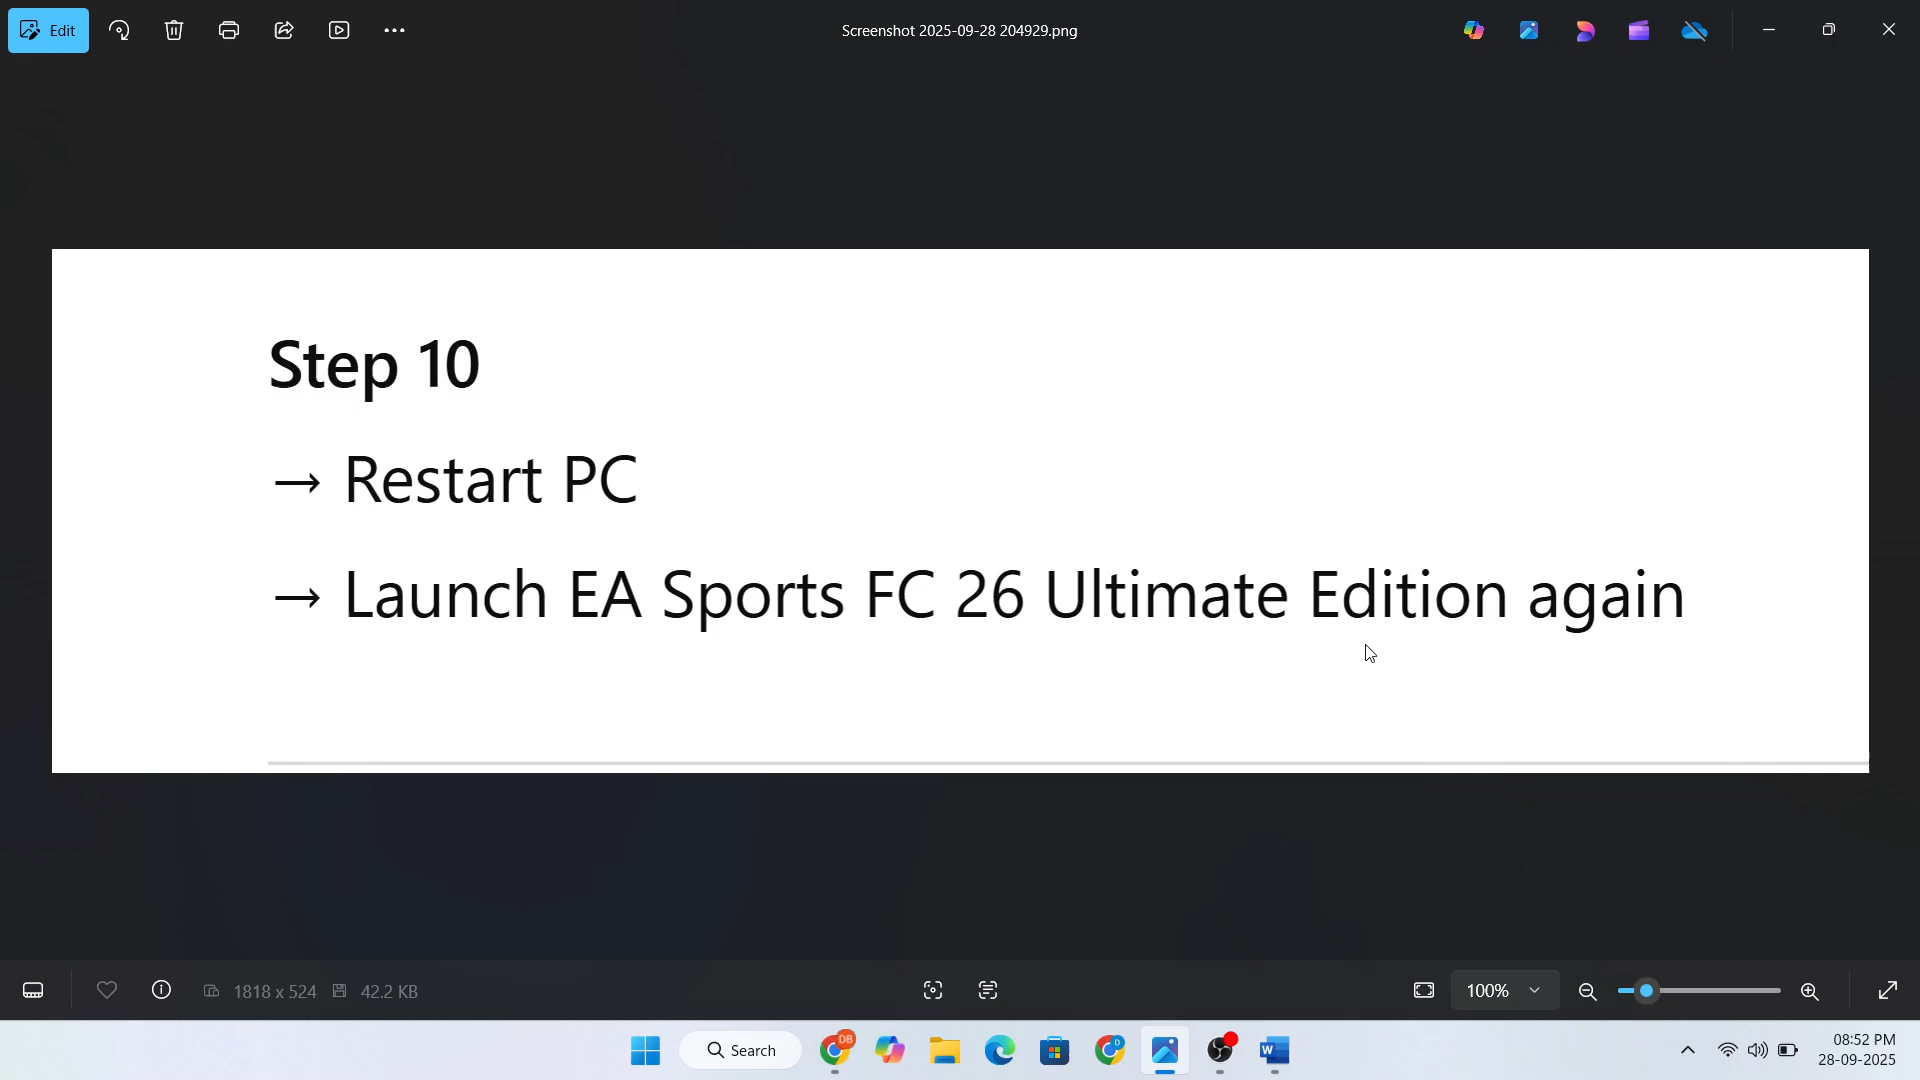 Edit
Screenshot 2025-09-28 204929.png
Step 10
→ Restart PC
→ Launch EA Sports FC 26 Ultimate Edition again
1818 x 524
42.2 KB
100%
Search
DB
D
W
08:52 PM
28-09-2025